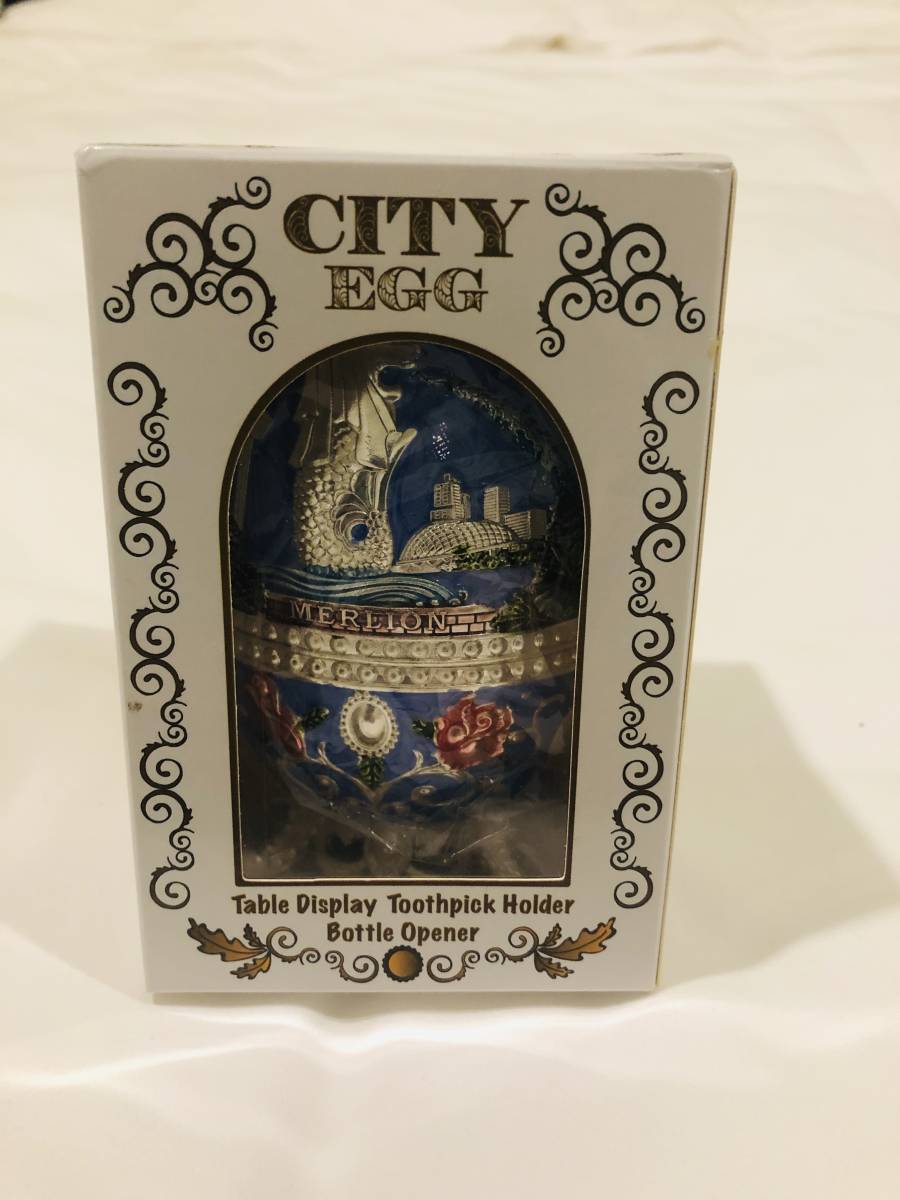 CITY
EGG
MERLION
Table Display Toothpick Holder
Bottle Opener